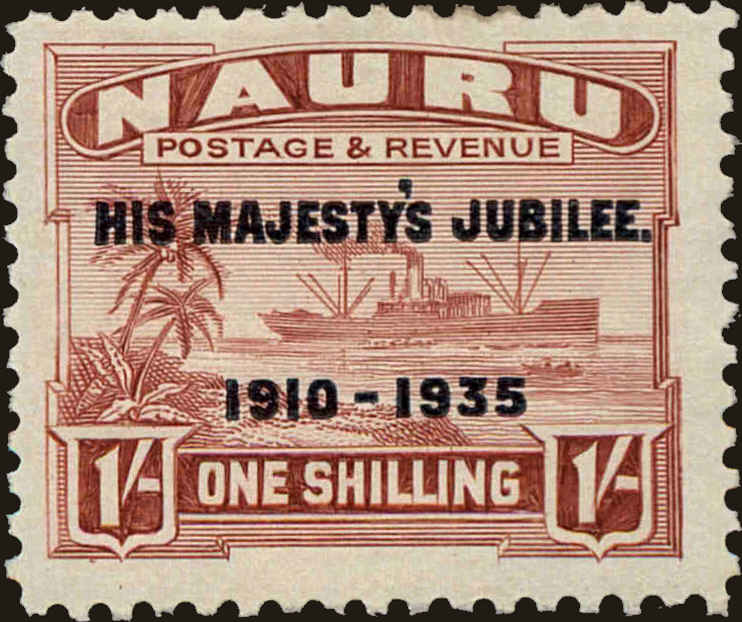 NAURU
POSTAGE & REVENUE
HIS MAJESTY'S JUBILEE.
1910 - 1935
1/- ONE SHILLING 1/-